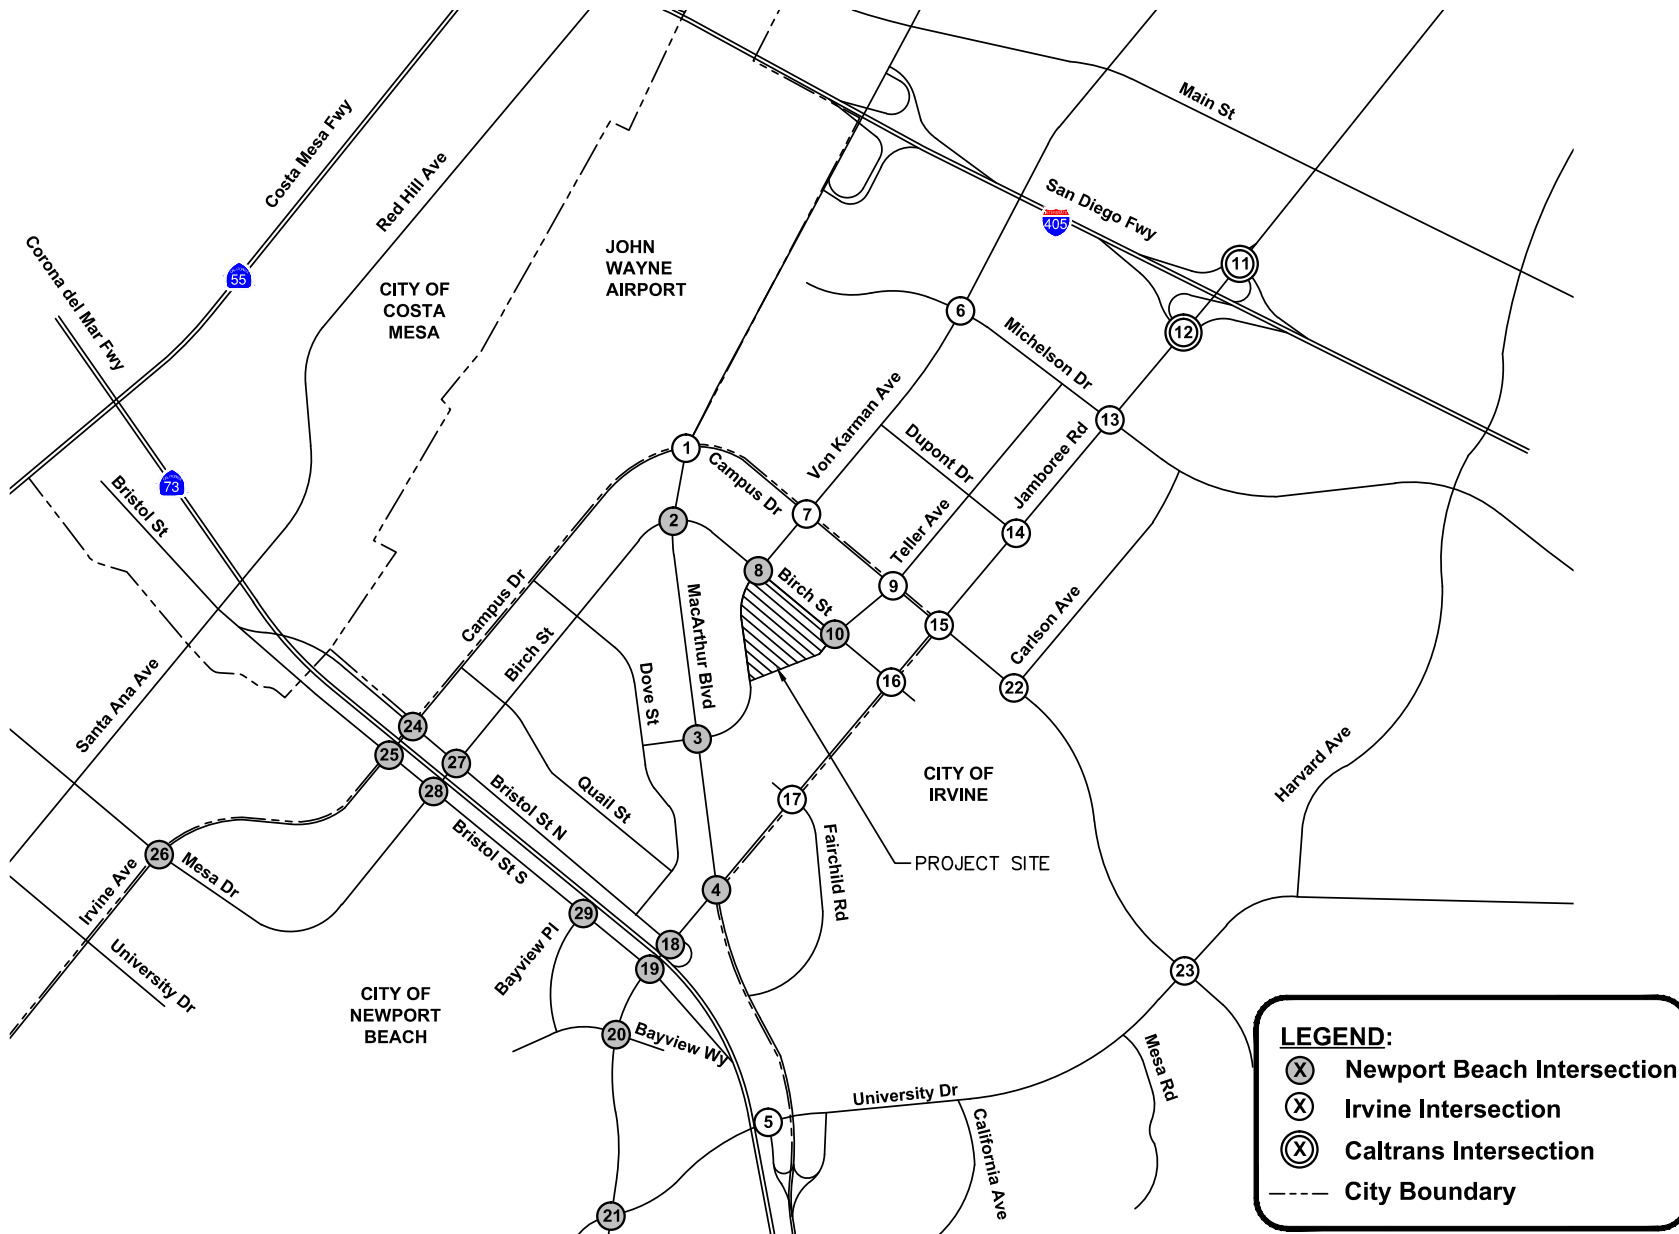 Costa Mesa Fwy
Red Hill Ave
Main St
San Diego Fwy
405
Corona del Mar Fwy
55
73
CITY OF
COSTA
MESA
JOHN
WAYNE
AIRPORT
11
12
6
Michelson Dr
13
Von Karman Ave
Dupont Dr
Jamboree Rd
1
Campus Dr
7
14
Bristol St
2
Teller Ave
8
Birch St
9
10
15
Campus Dr
MacArthur Blvd
Carlson Ave
Birch St
Dove St
16
22
Santa Ana Ave
24
25
27
28
3
Bristol St N
Quail St
17
CITY OF
IRVINE
Harvard Ave
Bristol St S
Fairchild Rd
PROJECT SITE
26
Mesa Dr
Irvine Ave
4
29
18
19
Bayview Pl
University Dr
23
CITY OF
NEWPORT
BEACH
20
Bayview Wy
Mesa Rd
University Dr
California Ave
5
21
LEGEND:
X Newport Beach Intersection
X Irvine Intersection
X Caltrans Intersection
City Boundary